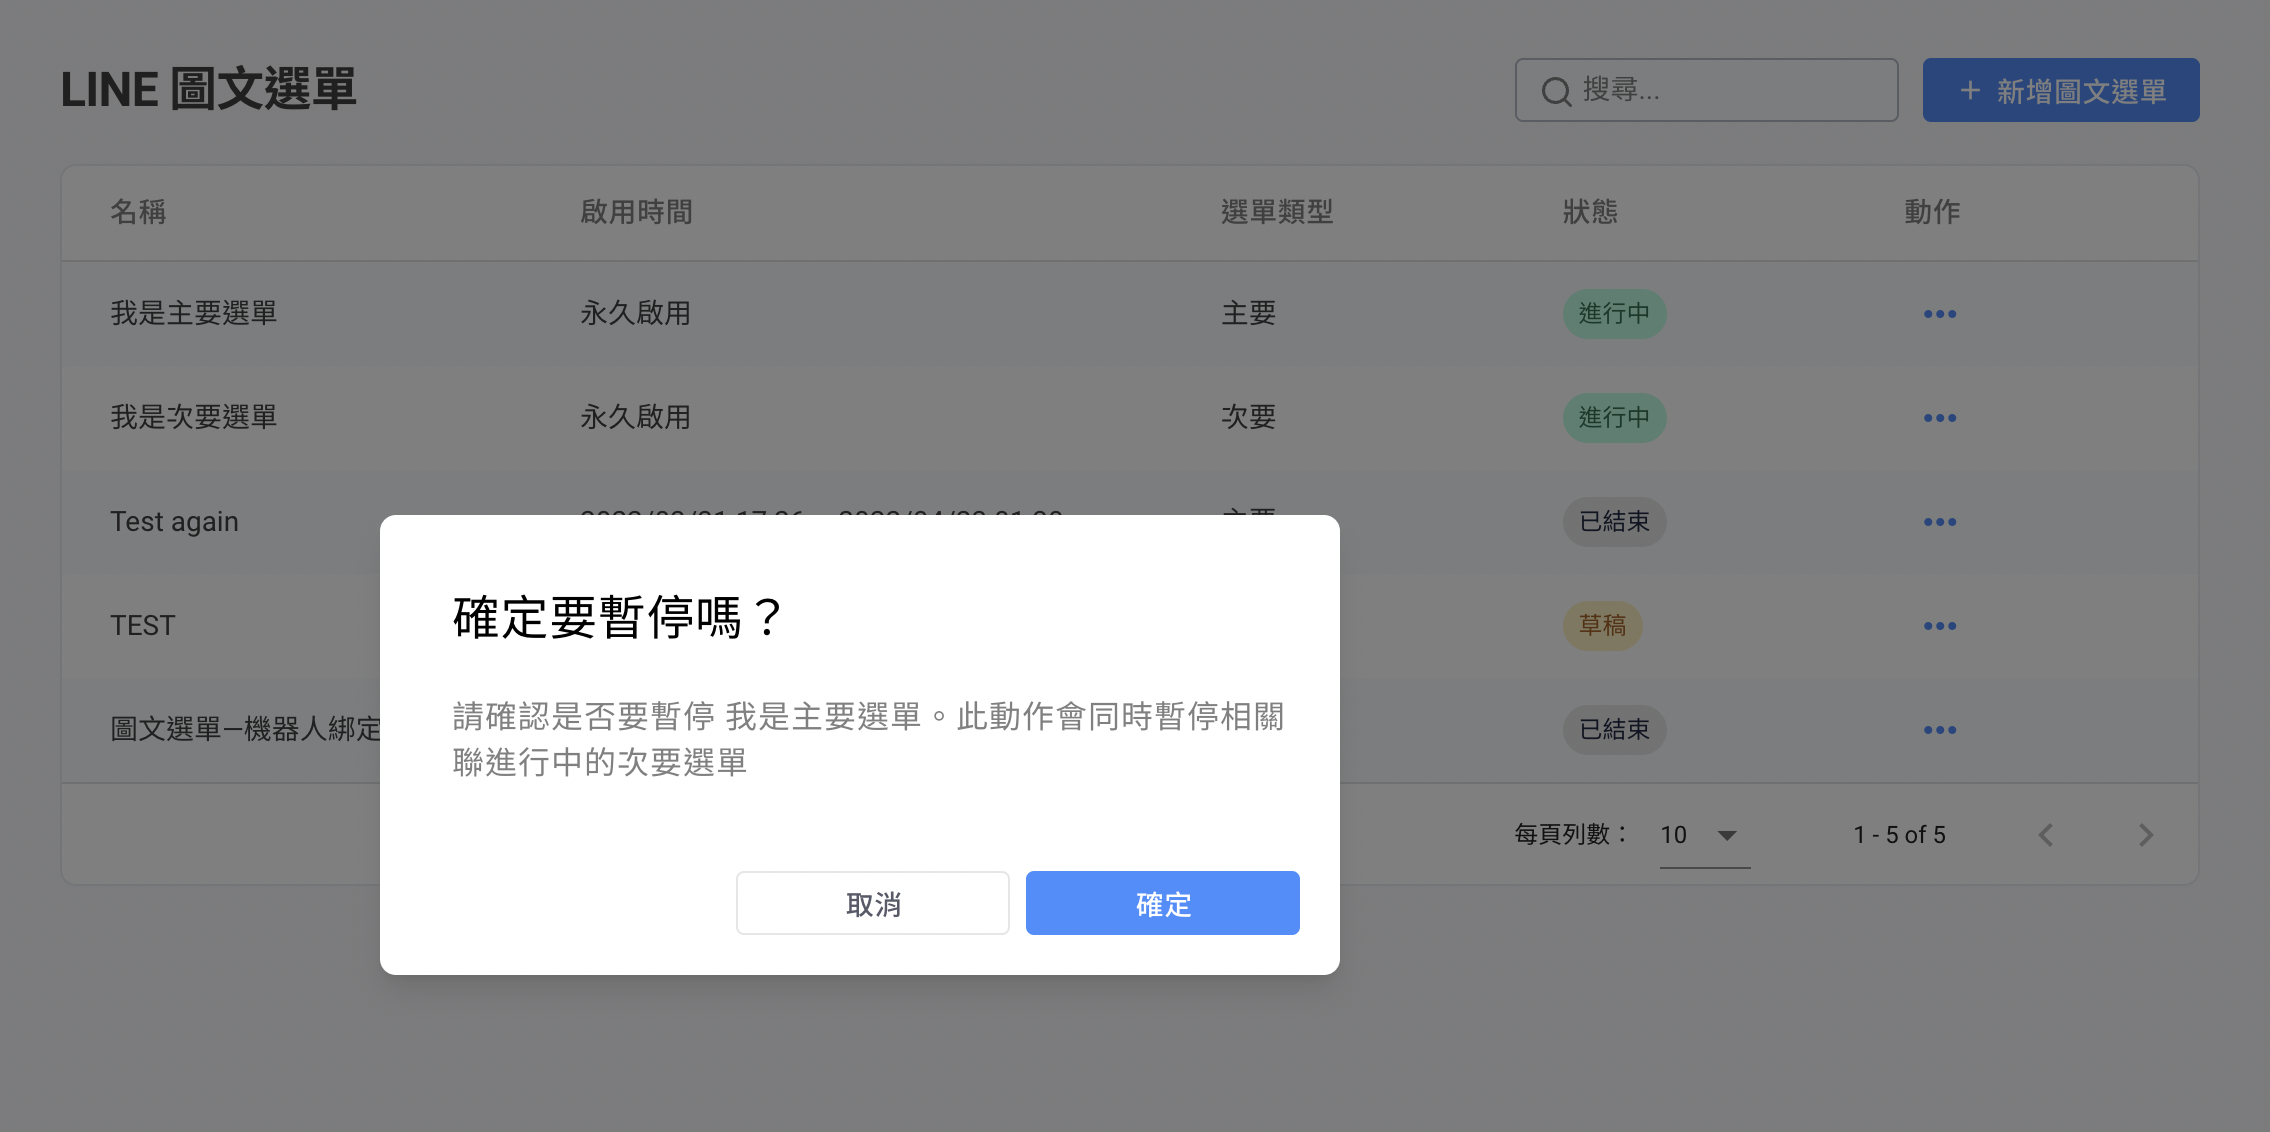 LINE 圖文選單
搜尋...
+ 新增圖文選單
名稱 啟用時間 選單類型 狀態 動作
我是主要選單 永久啟用 主要 進行中
我是次要選單 永久啟用 次要 進行中
Test again 主要 已結束
TEST 草稿
圖文選單—機器人綁定 已結束
確定要暫停嗎？
請確認是否要暫停 我是主要選單。此動作會同時暫停相關
聯進行中的次要選單
取消 確定
每頁列數： 10 1 - 5 of 5